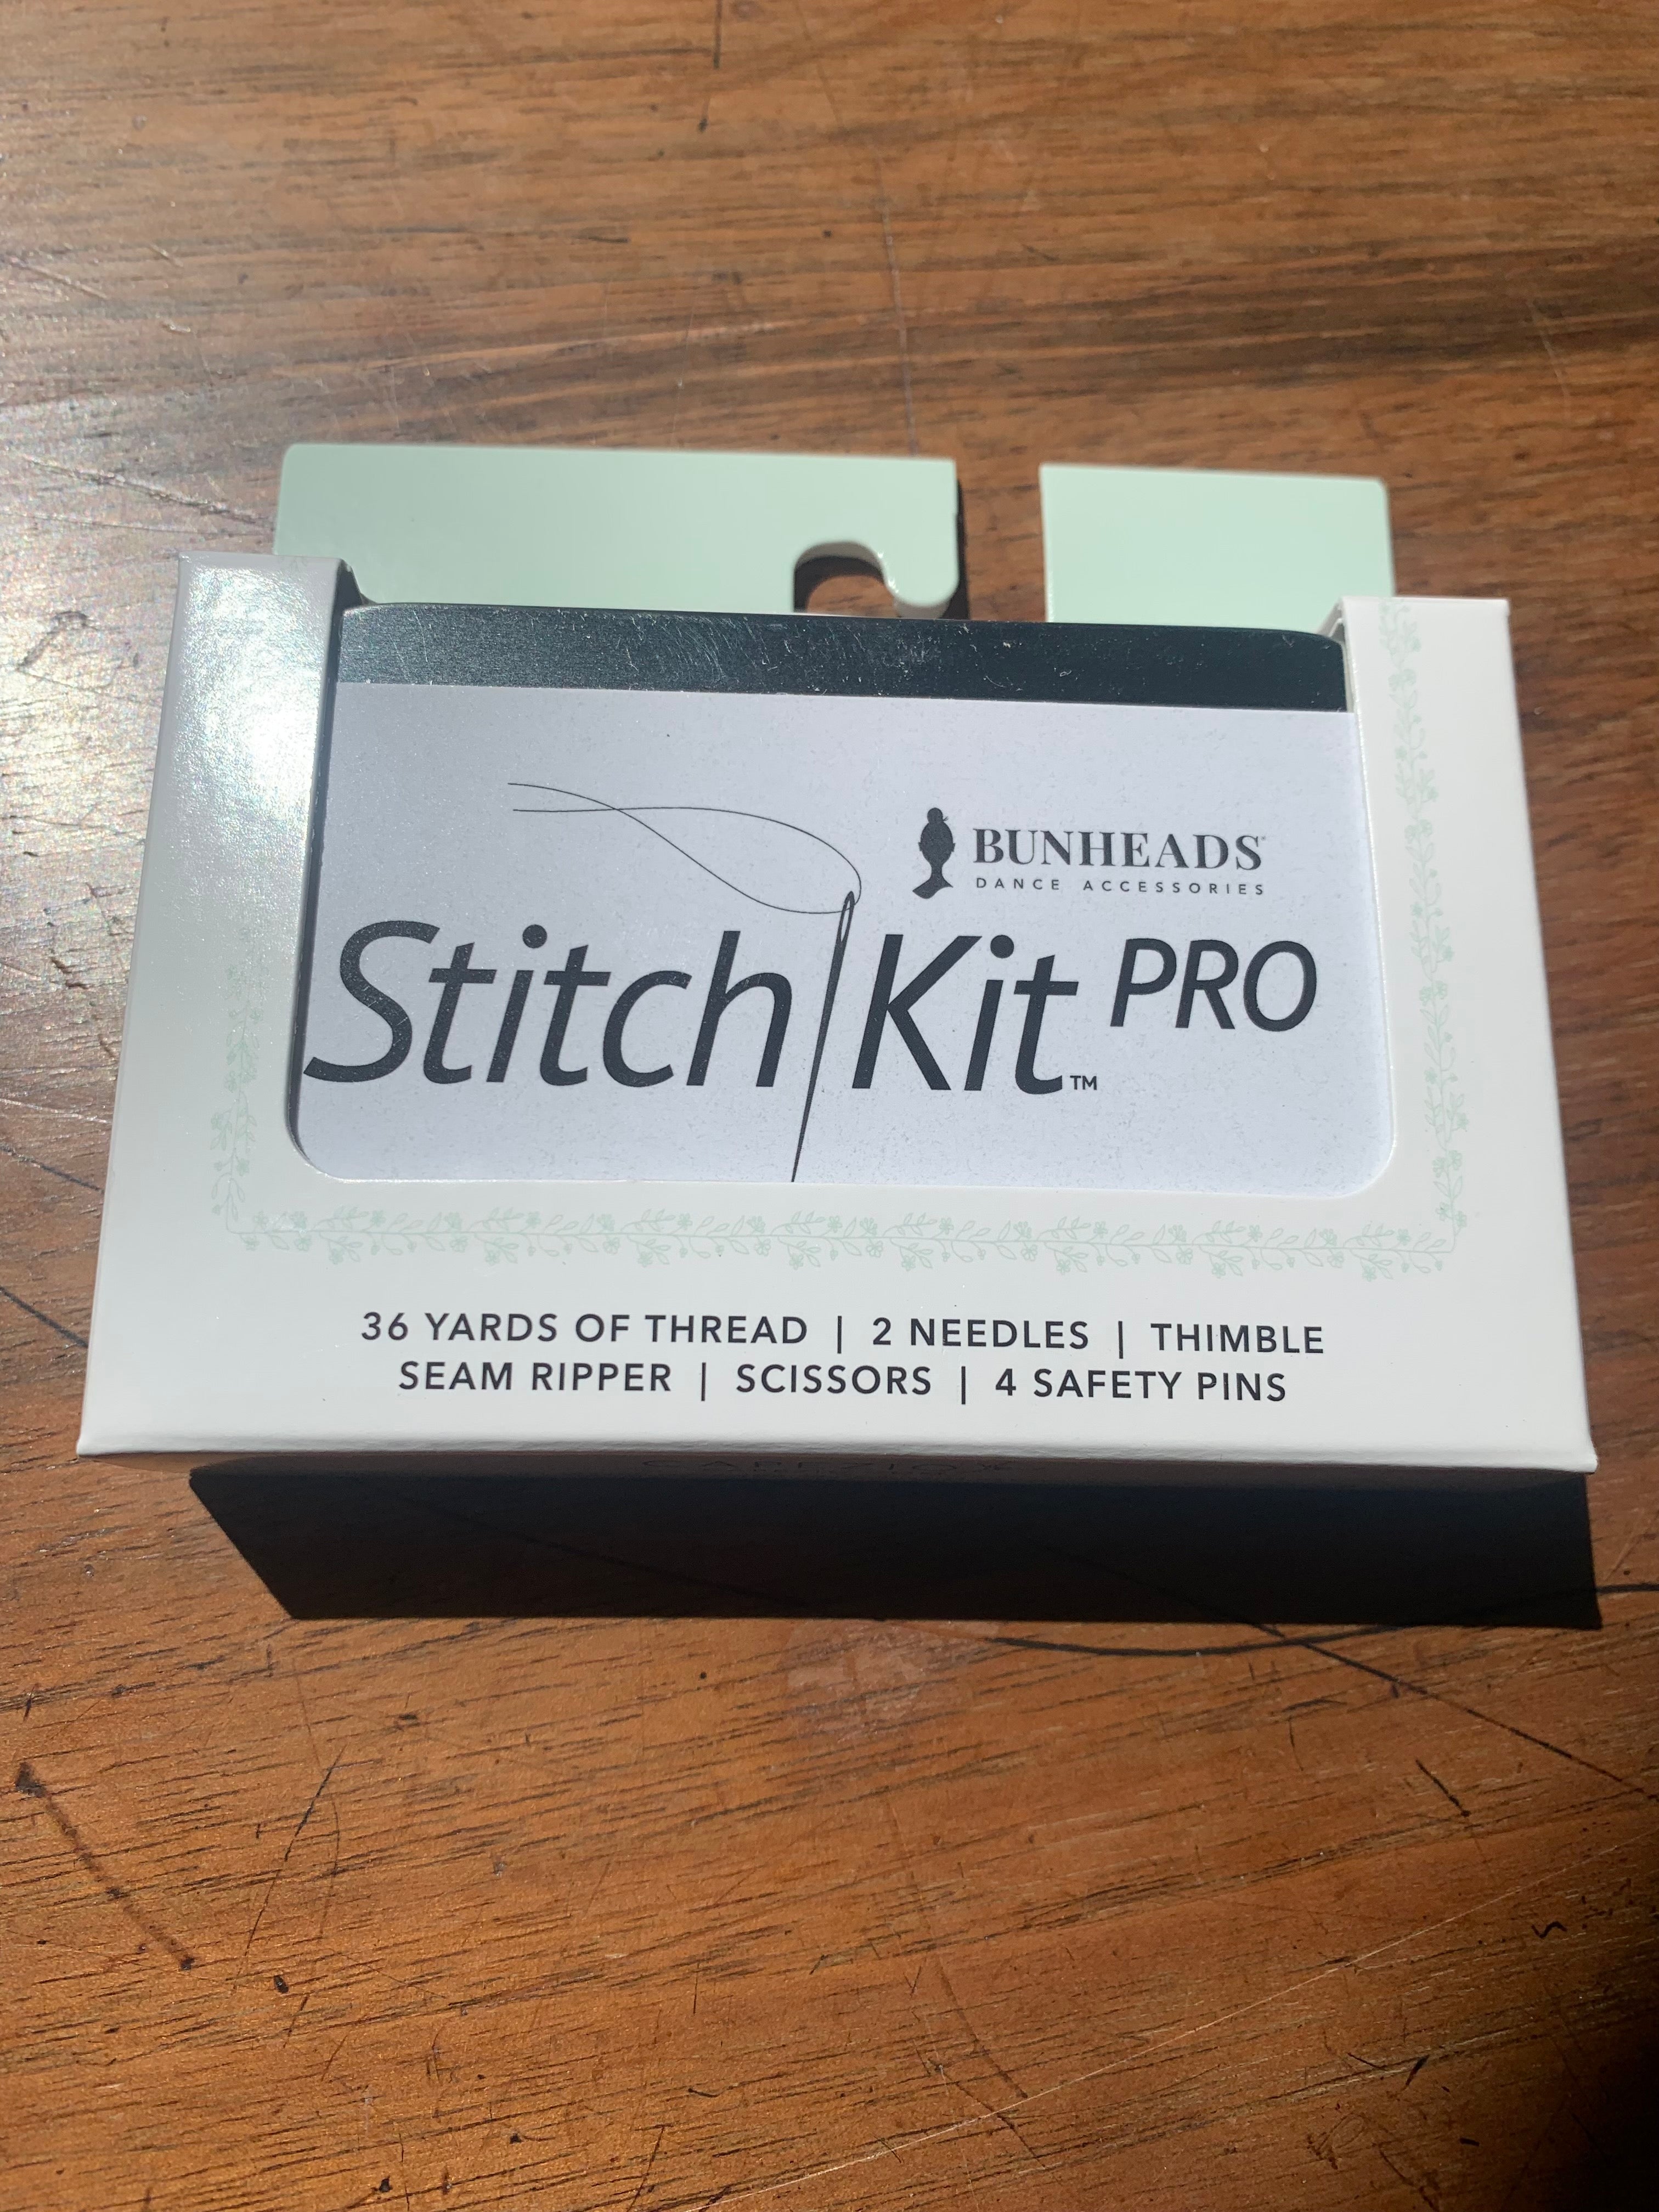 BUNHEADS®
DANCE ACCESSORIES
Stitch Kit PRO
™
36 YARDS OF THREAD | 2 NEEDLES | THIMBLE
SEAM RIPPER | SCISSORS | 4 SAFETY PINS